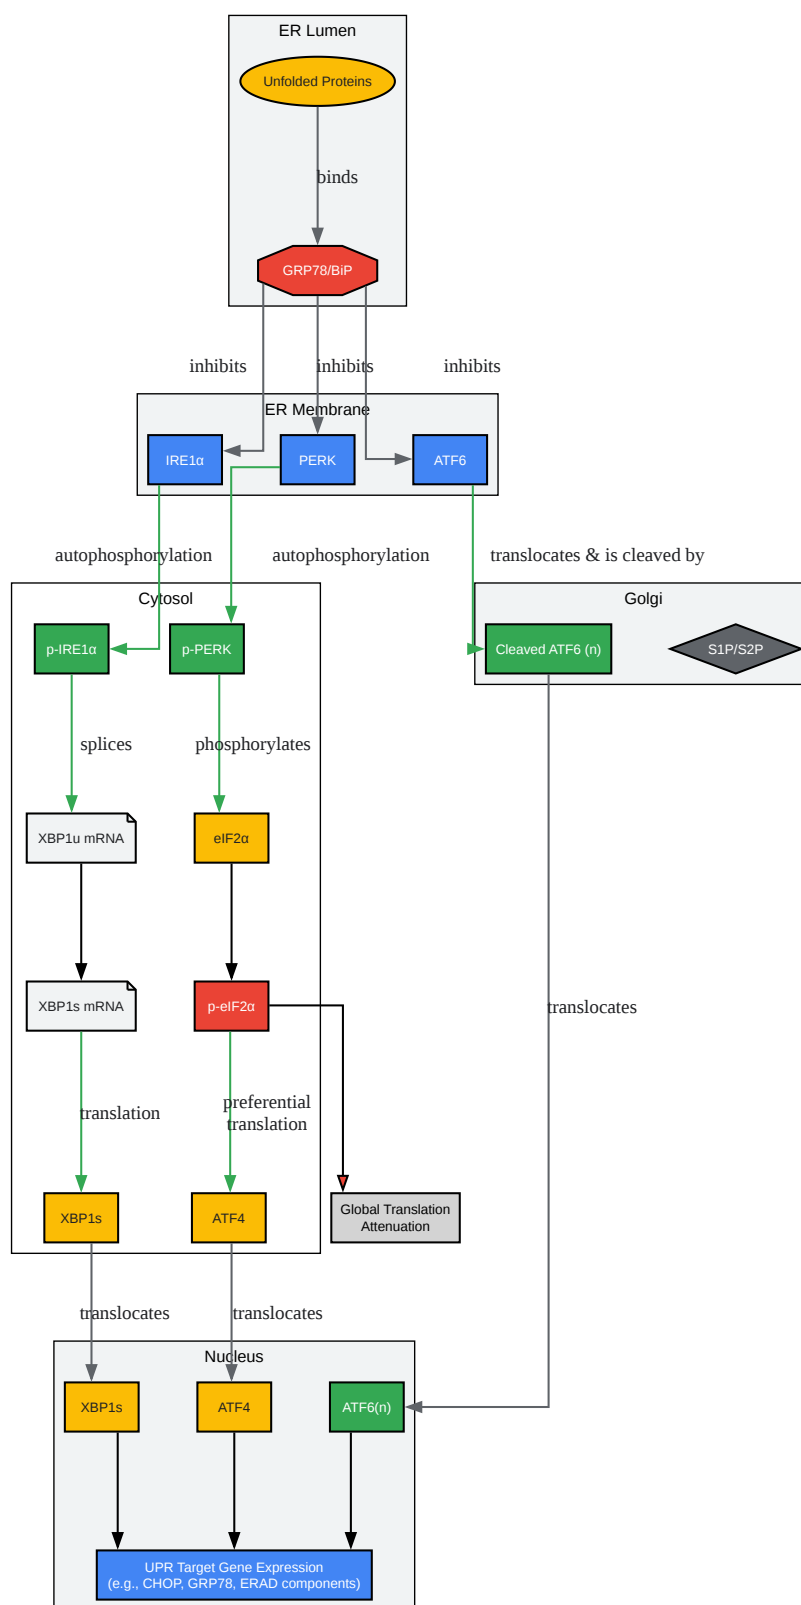 ER Lumen
Unfolded Proteins
binds
GRP78/BiP
inhibits
inhibits
inhibits
ER Membrane
IRE1α
PERK
ATF6
autophosphorylation
autophosphorylation
translocates & is cleaved by
Cytosol
Golgi
p-IRE1α
p-PERK
Cleaved ATF6 (n)
S1P/S2P
splices
phosphorylates
XBP1u mRNA
eIF2α
XBP1s mRNA
p-eIF2α
translocates
translation
preferential
translation
XBP1s
ATF4
Global Translation
Attenuation
translocates
translocates
Nucleus
XBP1s
ATF4
ATF6(n)
UPR Target Gene Expression
(e.g., CHOP, GRP78, ERAD components)